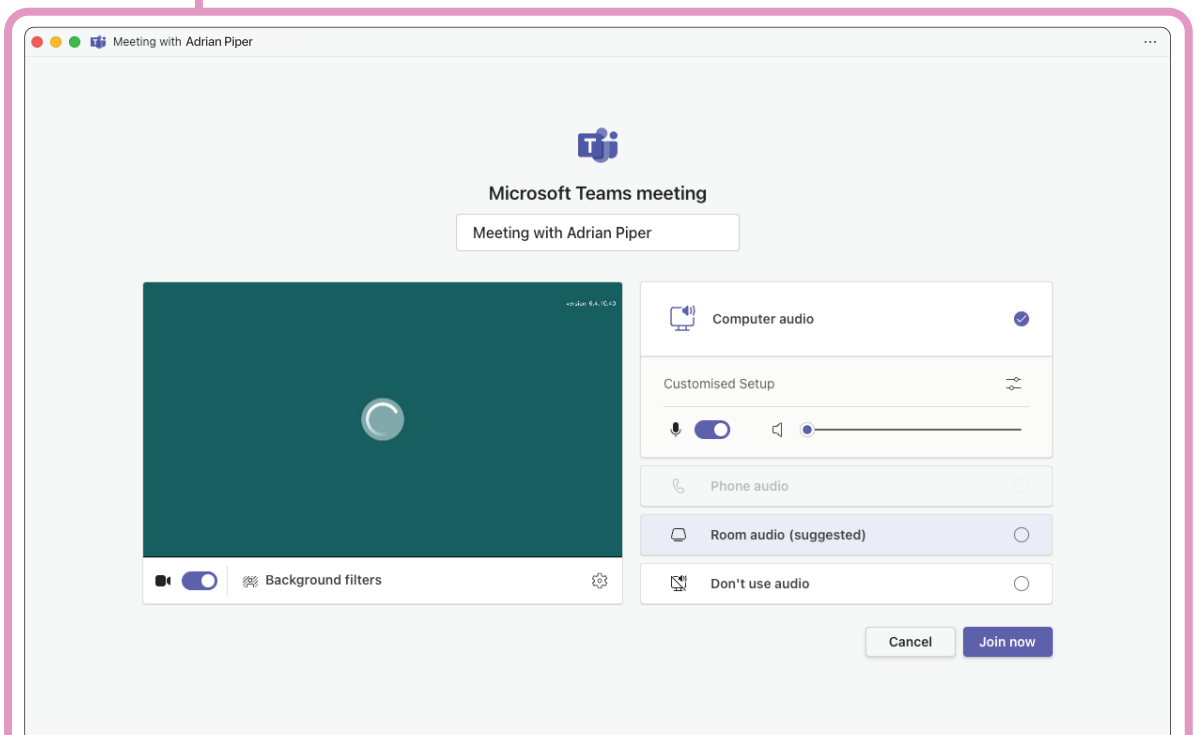 Meeting with Adrian Piper
Microsoft Teams meeting
Meeting with Adrian Piper
version
Computer audio
Customised Setup
Phone audio
Room audio (suggested)
Don't use audio
Background filters
Cancel
Join now